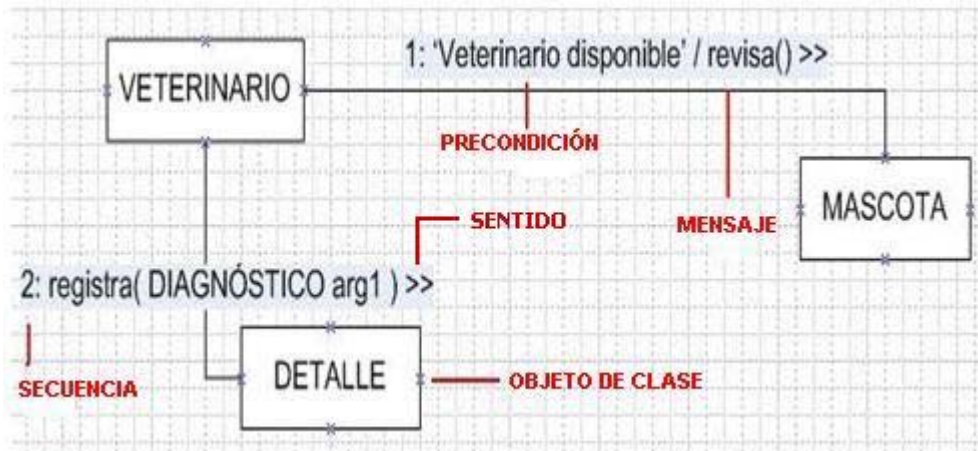 1: 'Veterinario disponible' / revisa() >>
VETERINARIO
PRECONDICIÓN
MASCOTA
SENTIDO
MENSAJE
2: registra( DIAGNÓSTICO arg1 ) >>
DETALLE
OBJETO DE CLASE
SECUENCIA